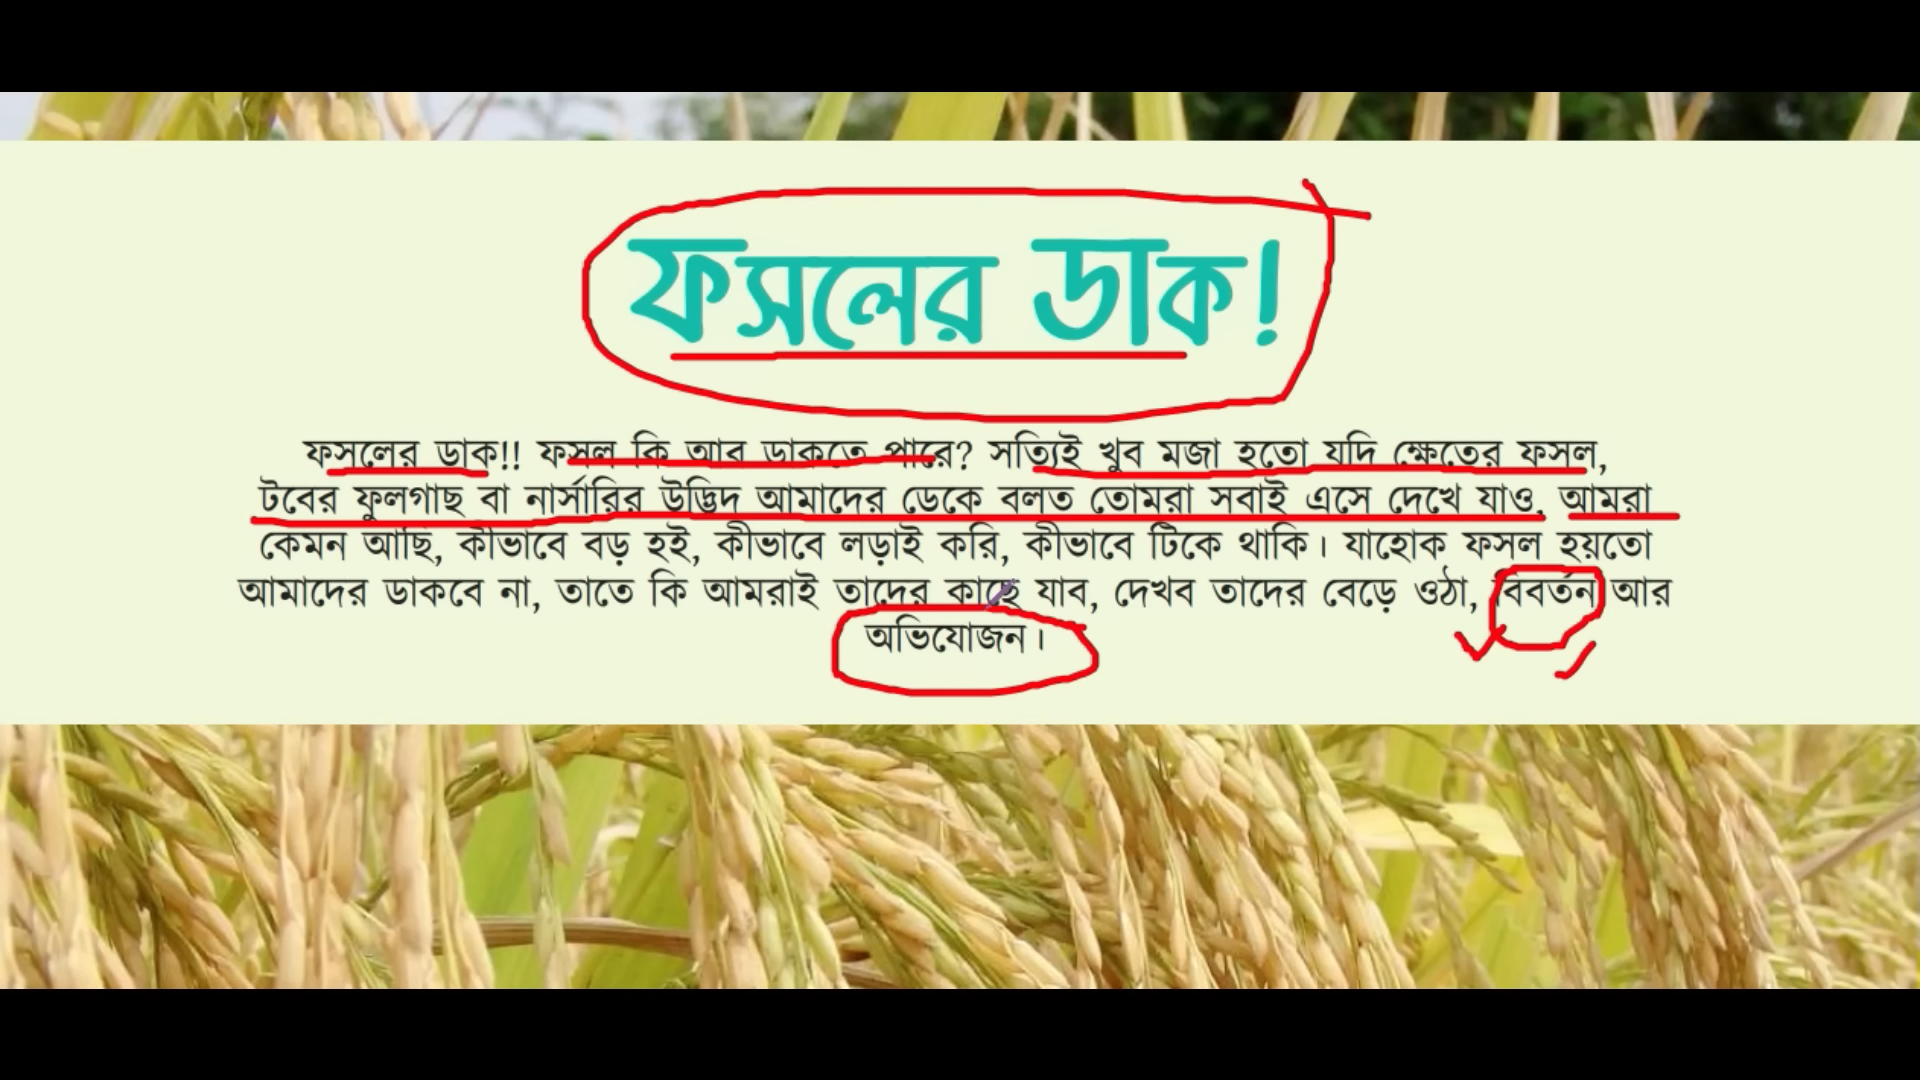 ফসলের ডাক!
ফসলের ডাক!! ফসল কি আর ডাকতে পারে? সত্যিই খুব মজা হতো যদি ক্ষেতের ফসল,
টবের ফুলগাছ বা নার্সারির উদ্ভিদ আমাদের ডেকে বলত তোমরা সবাই এসে দেখে যাও, আমরা
কেমন আছি, কীভাবে বড় হই, কীভাবে লড়াই করি, কীভাবে টিকে থাকি। যাহোক ফসল হয়তো
আমাদের ডাকবে না, তাতে কি আমরাই তাদের কাছে যাব, দেখব তাদের বেড়ে ওঠা, বিবর্তন আর
অভিযোজন।